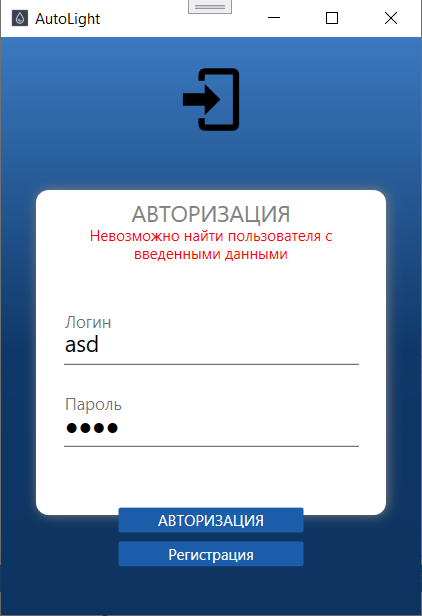 AutoLight
АВТОРИЗАЦИЯ
Невозможно найти пользователя с
введенными данными
Логин
asd
Пароль
●●●●
АВТОРИЗАЦИЯ
Регистрация